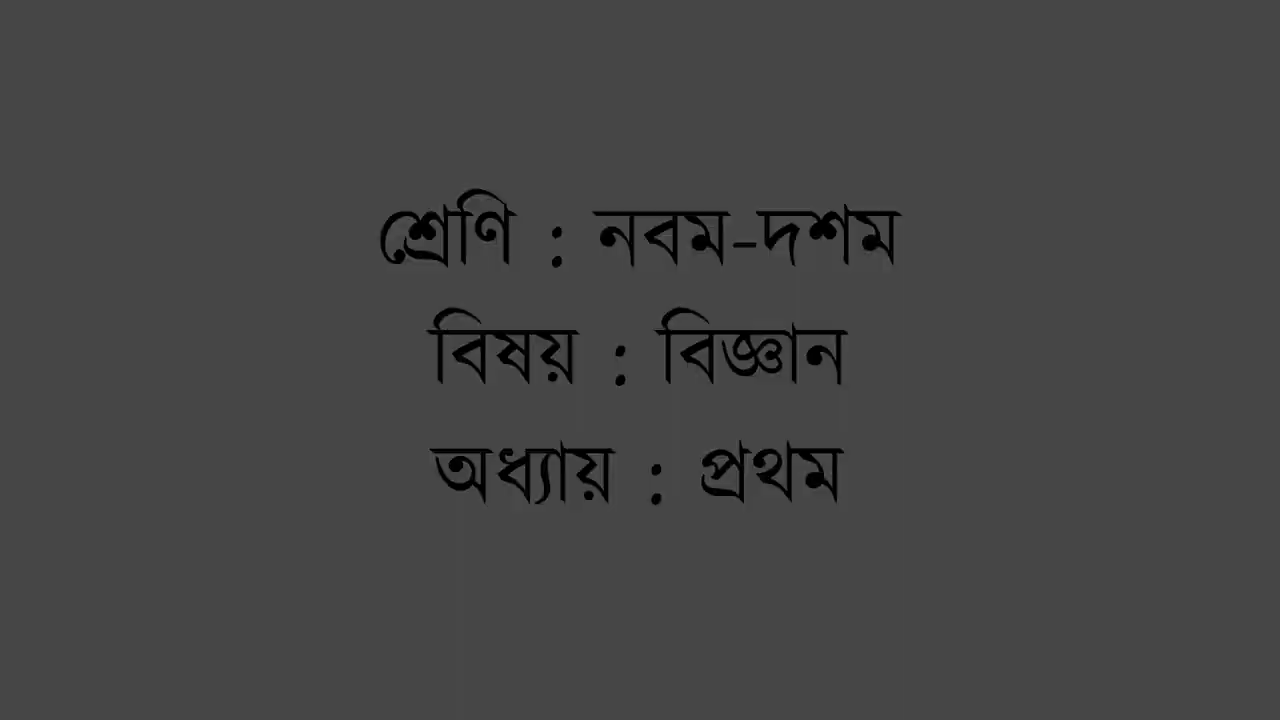 শ্রেণি : নবম-দশম
বিষয় : বিজ্ঞান
অধ্যায় : প্রথম